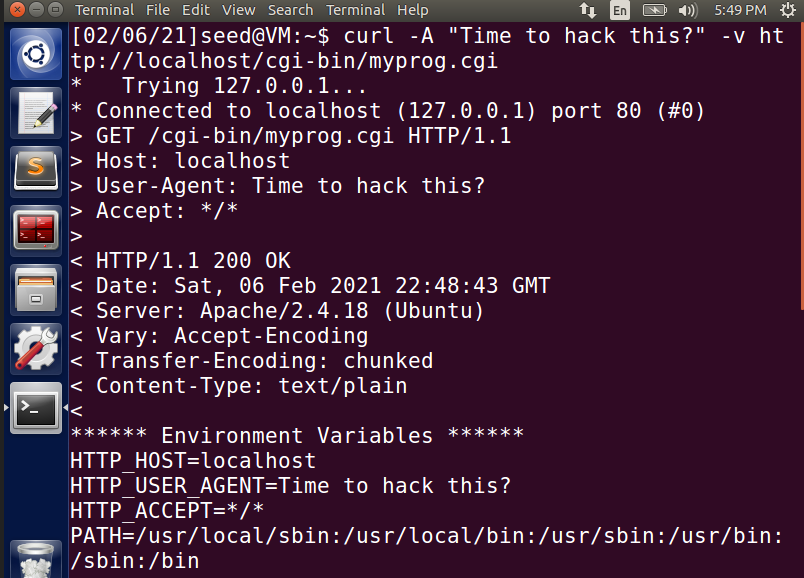 Terminal File Edit View Search Terminal Help En 5:49 PM
[02/06/21]seed@VM:~$ curl -A "Time to hack this?" -v ht
tp://localhost/cgi-bin/myprog.cgi
*   Trying 127.0.0.1...
* Connected to localhost (127.0.0.1) port 80 (#0)
> GET /cgi-bin/myprog.cgi HTTP/1.1
> Host: localhost
> User-Agent: Time to hack this?
> Accept: */*
>
< HTTP/1.1 200 OK
< Date: Sat, 06 Feb 2021 22:48:43 GMT
< Server: Apache/2.4.18 (Ubuntu)
< Vary: Accept-Encoding
< Transfer-Encoding: chunked
< Content-Type: text/plain
<
****** Environment Variables ******
HTTP_HOST=localhost
HTTP_USER_AGENT=Time to hack this?
HTTP_ACCEPT=*/*
PATH=/usr/local/sbin:/usr/local/bin:/usr/sbin:/usr/bin:
/sbin:/bin